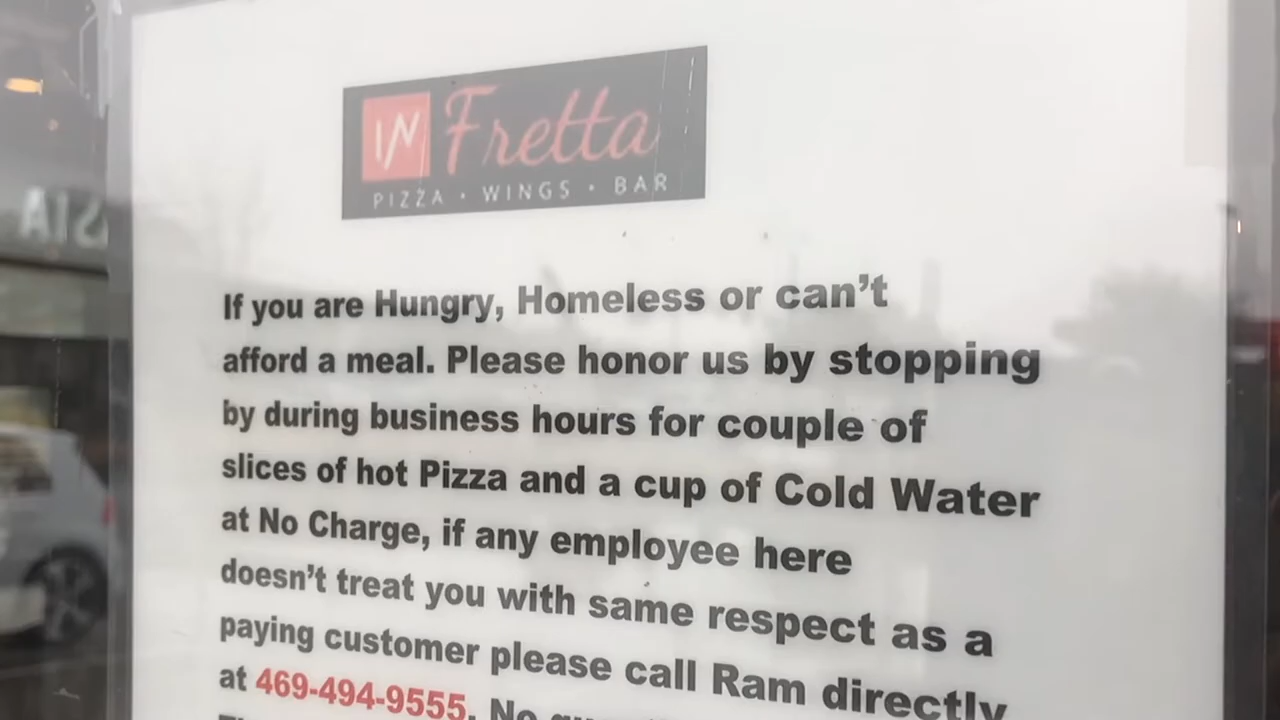 IN Fretta
PIZZA · WINGS · BAR
If you are Hungry, Homeless or can't
afford a meal. Please honor us by stopping
by during business hours for couple of
slices of hot Pizza and a cup of Cold Water
at No Charge, if any employee here
doesn't treat you with same respect as a
paying customer please call Ram directly
at 469-494-9555. No